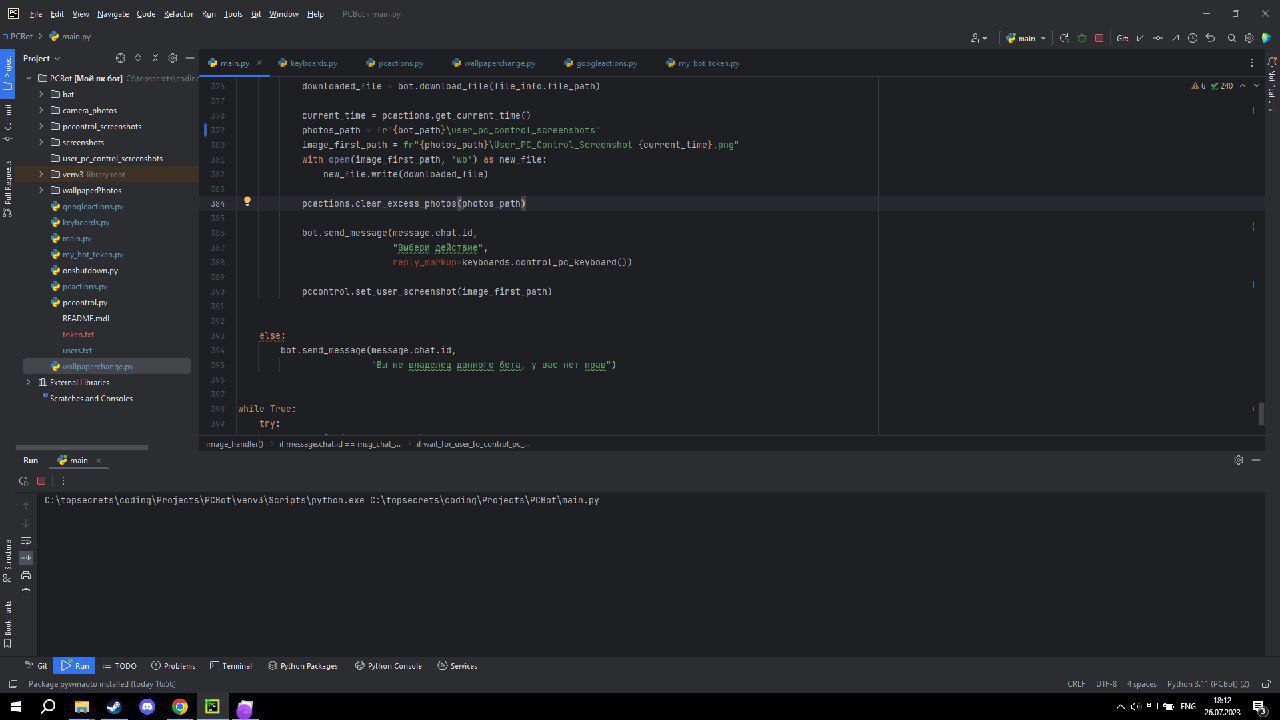 File Edit View Navigate Code Refactor Run Tools Git Window Help PCBot - main.py
PCBot main.py main Git:
Project main.py keyboards.py pcactions.py wallpaperchange.py googleactions.py my_bot_token.py
PCBot [Мой пк бот] C:\topsecrets\coding
bat
camera_photos
pccontrol_screenshots
screenshots
user_pc_control_screenshots
venv3 library root
wallpaperPhotos
googleactions.py
keyboards.py
main.py
my_bot_token.py
onshutdown.py
pcactions.py
pccontrol.py
README.md
token.txt
users.txt
wallpaperchange.py
External Libraries
Scratches and Consoles
6 240
376 downloaded_file = bot.download_file(file_info.file_path)
377
378 current_time = pcactions.get_current_time()
379 photos_path = fr"{bot_path}\user_pc_control_screenshots"
380 image_first_path = fr"{photos_path}\User_PC_Control_Screenshot {current_time}.png"
381 with open(image_first_path, 'wb') as new_file:
382 new_file.write(downloaded_file)
383
384 pcactions.clear_excess_photos(photos_path)
385
386 bot.send_message(message.chat.id,
387 "Выбери действие",
388 reply_markup=keyboards.control_pc_keyboard())
389
390 pccontrol.set_user_screenshot(image_first_path)
391
392
393 else:
394 bot.send_message(message.chat.id,
395 "Вы не владелец данного бота, у вас нет прав")
396
397
398 while True:
399 try:
image_handler() if message.chat.id == msg_chat_... if wait_for_user_to_control_pc_...
Run main
C:\topsecrets\coding\Projects\PCBot\venv3\Scripts\python.exe C:\topsecrets\coding\Projects\PCBot\main.py
Structure
Bookmarks
Pull Requests
Git Run TODO Problems Terminal Python Packages Python Console Services
Package pywinauto installed (today 16:56) CRLF UTF-8 4 spaces Python 3.11 (PCBot) (2)
ENG 18:12
26.07.2023